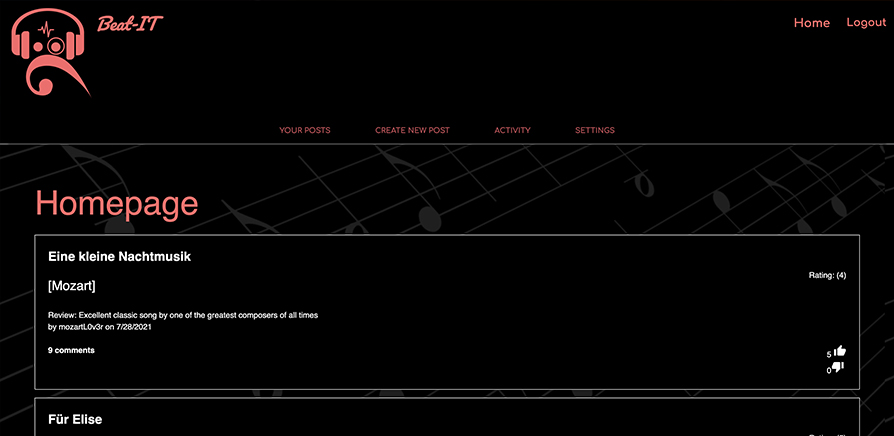 Beat-IT
Home
Logout
YOUR POSTS
CREATE NEW POST
ACTIVITY
SETTINGS
Homepage
Eine kleine Nachtmusik
Rating: (4)
[Mozart]
Review: Excellent classic song by one of the greatest composers of all times
by mozartL0v3r on 7/28/2021
9 comments
5
0
Für Elise